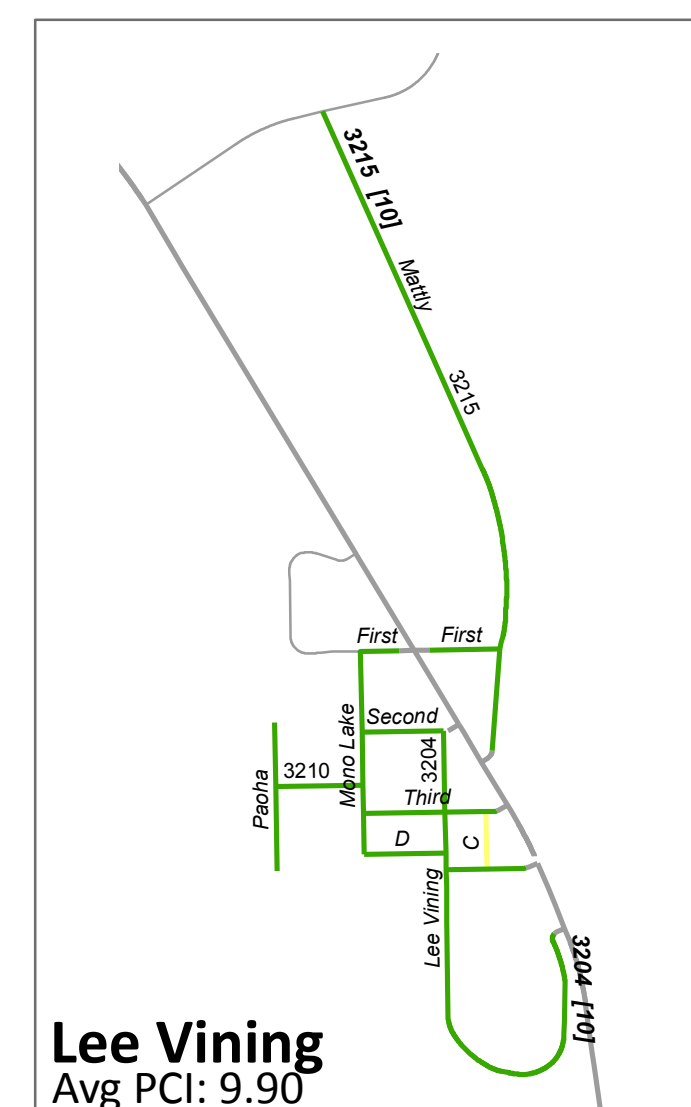 3215 [10]
Mattly
3215
First
First
Second
Mono Lake
3204
3210
Paoha
Third
D
C
Lee Vining
3204 [10]
Lee Vining
Avg PCI: 9.90